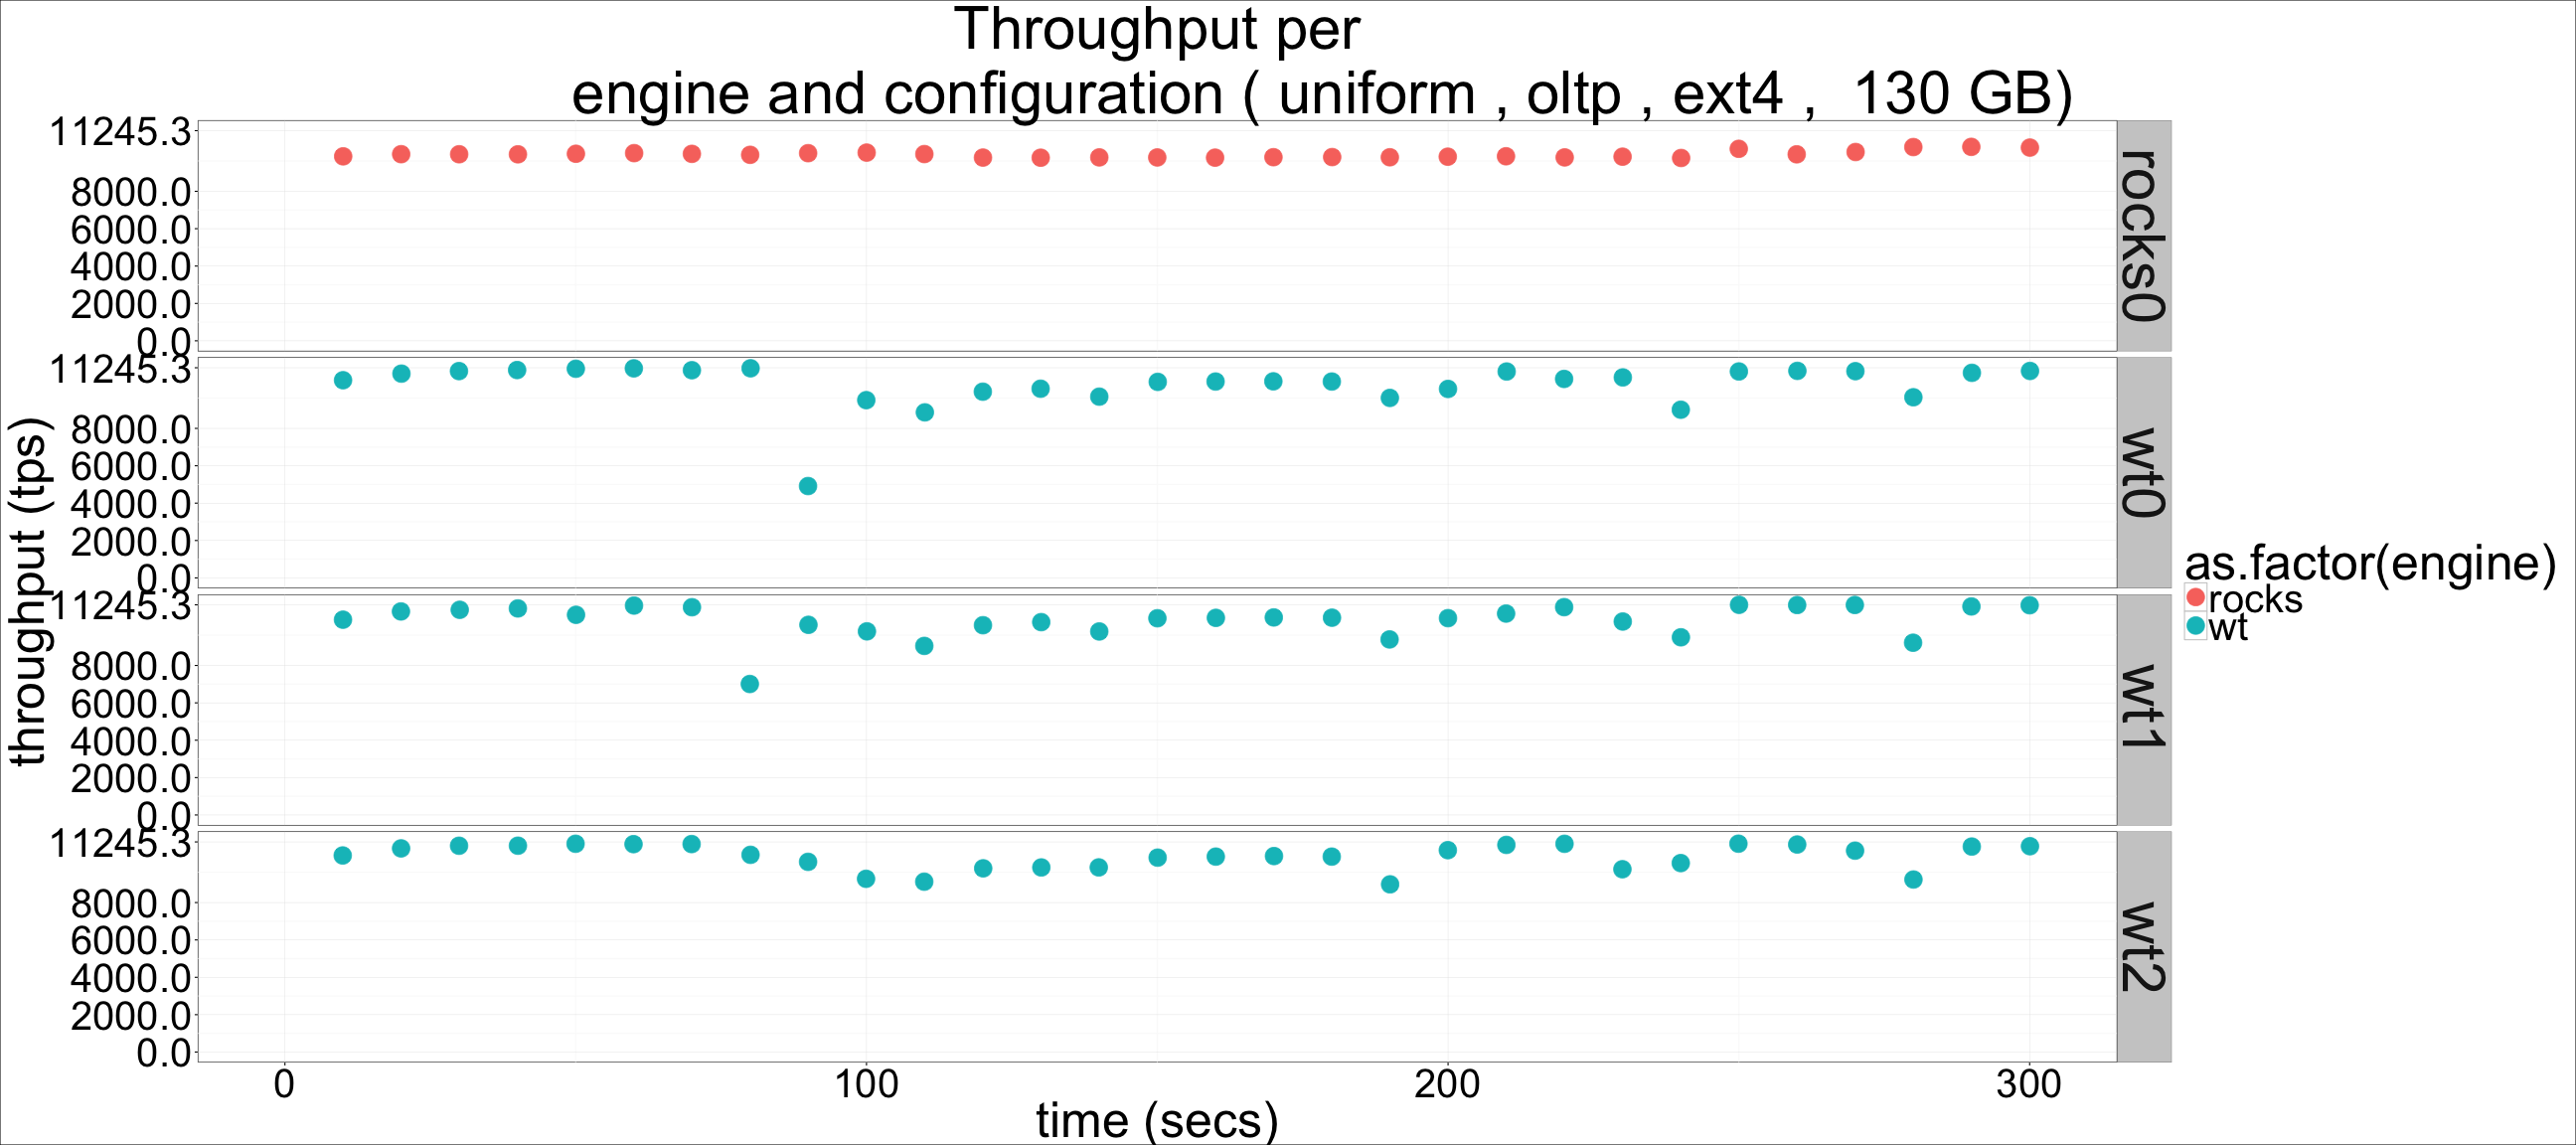 Throughput per
engine and configuration ( uniform , oltp , ext4 ,  130 GB)
throughput (tps)
11245.3
8000.0
6000.0
4000.0
2000.0
0.0
rocks0
11245.3
8000.0
6000.0
4000.0
2000.0
0.0
wt0
11245.3
8000.0
6000.0
4000.0
2000.0
0.0
wt1
11245.3
8000.0
6000.0
4000.0
2000.0
0.0
wt2
0 100 200 300
time (secs)
as.factor(engine)
rocks
wt